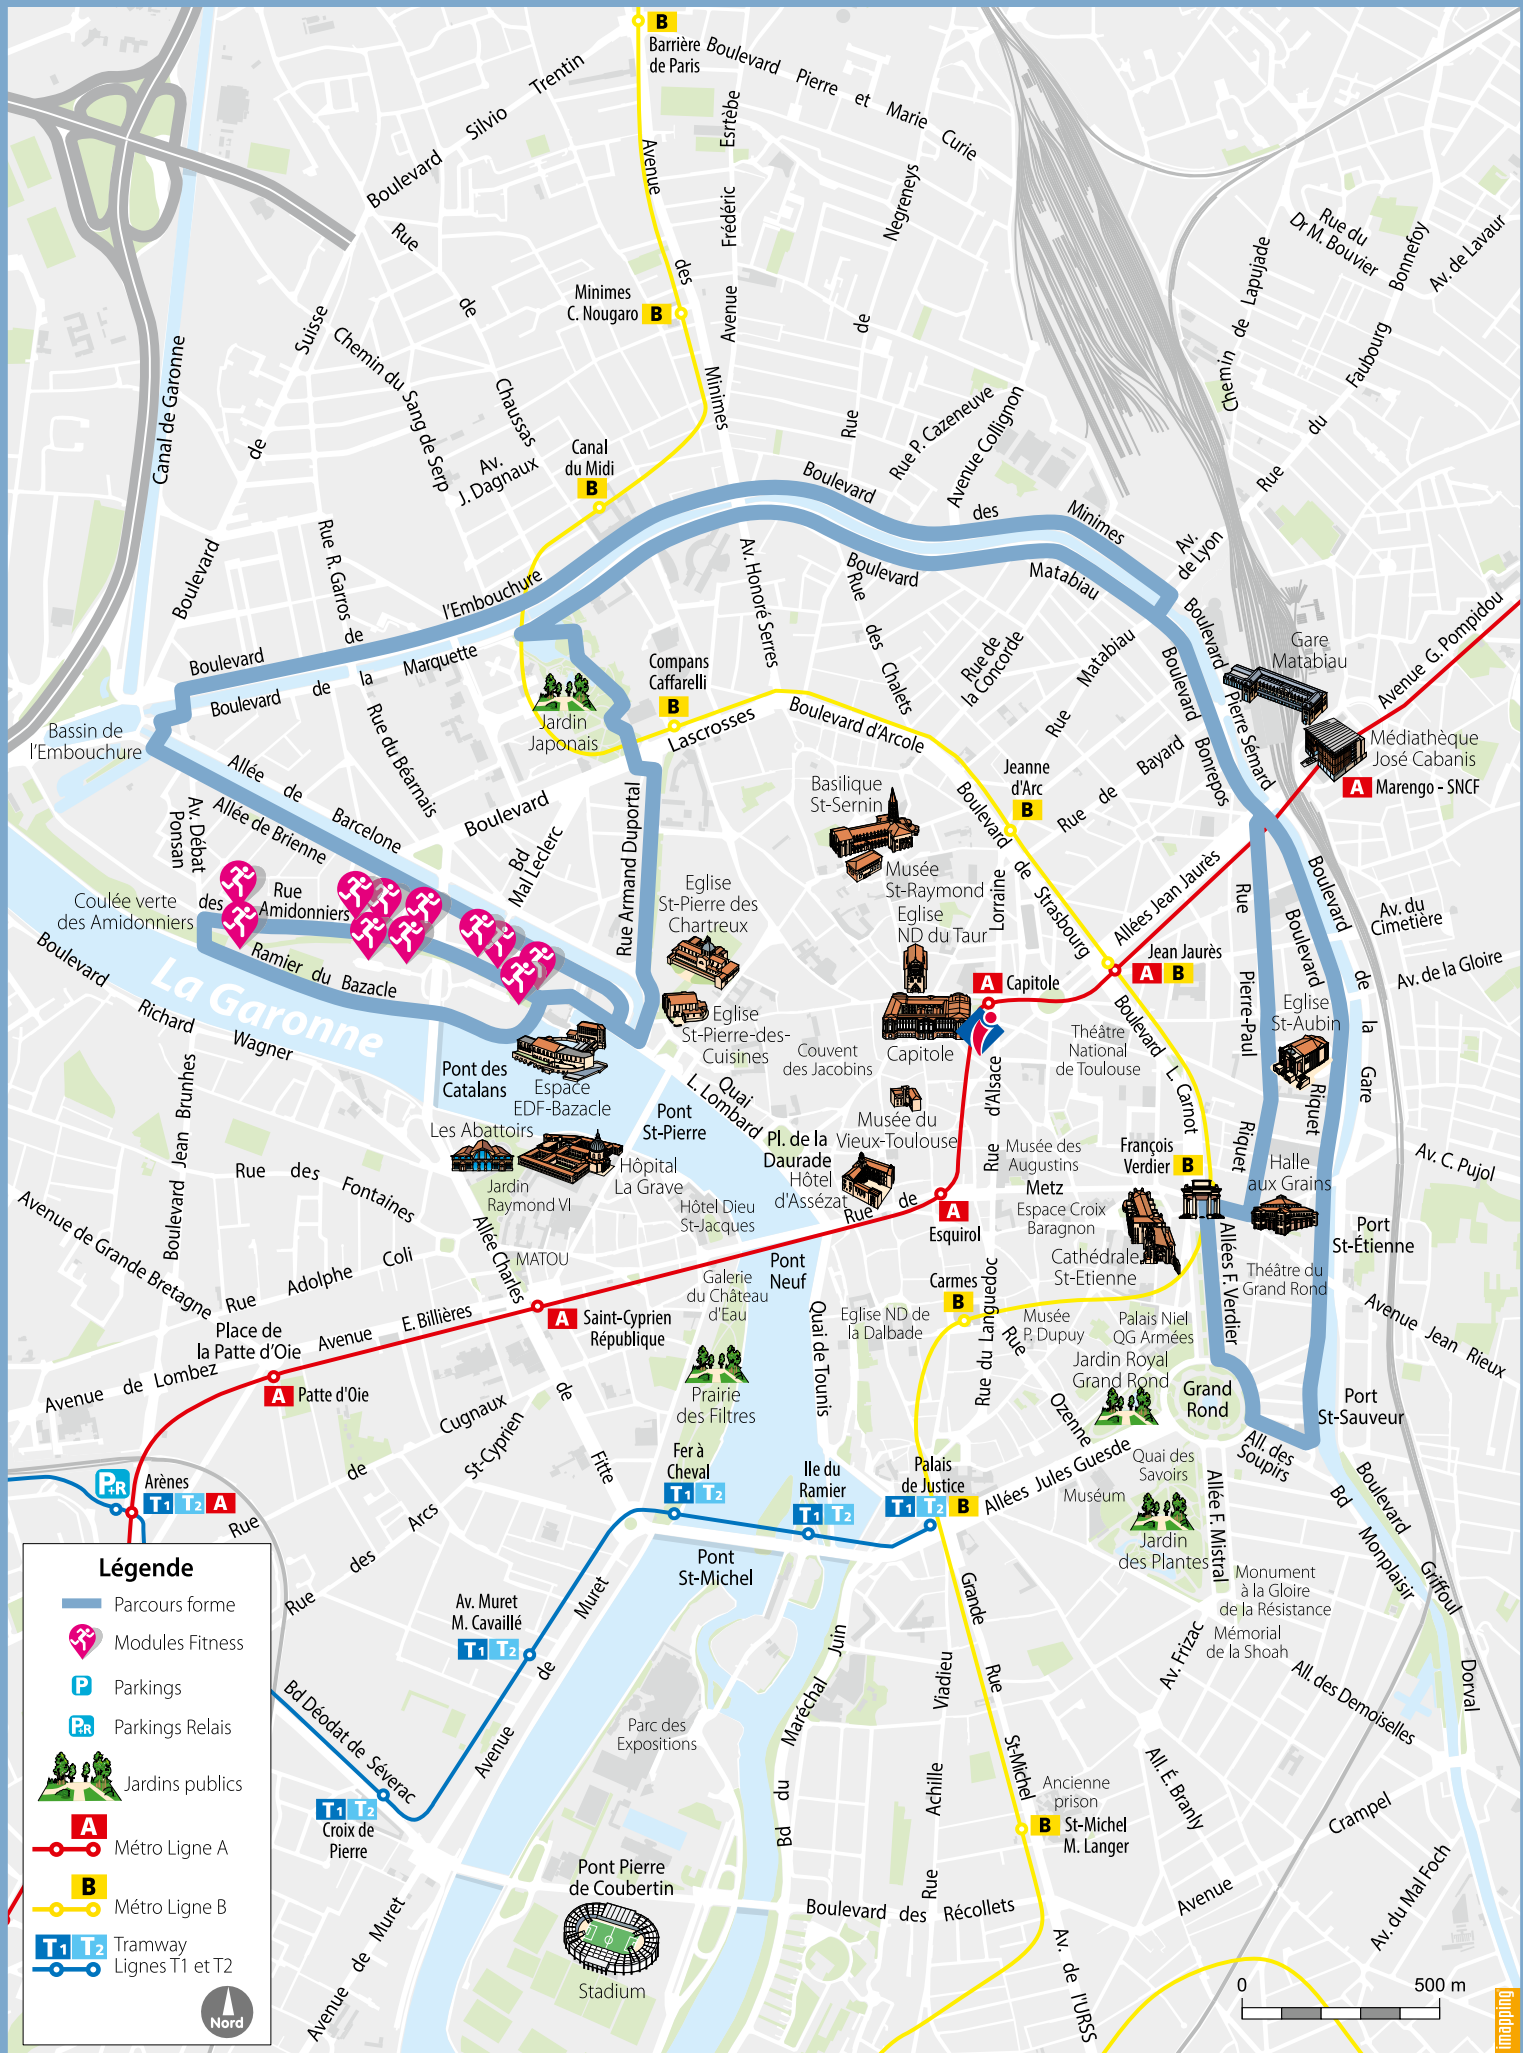 B
Barrière
de Paris
Boulevard Pierre et Marie Curie
Boulevard Silvio Trentin
Avenue des Minimes
Avenue Frédéric Esrtèbe
Rue de Negreneys
Rue du
Dr M. Bouvier
Chemin de Lapujade
Rue du Faubourg Bonnefoy
Av. de Lavaur
Minimes
C. Nougaro
B
Canal de Garonne
Boulevard de Suisse
Rue de Chaussas
Chemin du Sang de Serp
Av.
J. Dagnaux
Canal
du Midi
B
Rue P. Cazeneuve
Avenue Collignon
Boulevard des Minimes
Av.
de Lyon
Rue R. Garros
Boulevard de l'Embouchure
Boulevard de la Marquette
Av. Honoré Serres
Boulevard Matabiau
Rue des Chalets
Rue de
la Concorde
Rue Matabiau
Boulevard Bonrepos
Boulevard Pierre Sémard
Gare
Matabiau
Avenue G. Pompidou
Médiathèque
José Cabanis
A
Marengo - SNCF
Bassin de
l'Embouchure
Compans
Caffarelli
B
Jardin
Japonais
Boulevard Lascrosses
Boulevard d'Arcole
Boulevard de Strasbourg
Jeanne
d'Arc
B
Rue de Bayard
Basilique
St-Sernin
Musée
St-Raymond
Eglise
ND du Taur
Rue du Béarnais
Allée de Barcelone
Allée de Brienne
Av. Débat
Ponsan
Bd
Mal Leclerc
Rue Armand Duportal
Eglise
St-Pierre des
Chartreux
Eglise
St-Pierre-des-
Cuisines
Coulée verte
des Amidonniers
Rue
des Amidonniers
Ramier du Bazacle
La Garonne
Boulevard Richard Wagner
Lorraine
Allées Jean Jaurès
Jean Jaurès
A B
A
Capitole
Capitole
Couvent
des Jacobins
Théâtre
National
de Toulouse
Boulevard L. Carnot
Rue Pierre-Paul Riquet
Boulevard Riquet
Boulevard de la Gare
Av. du
Cimetière
Av. de la Gloire
Eglise
St-Aubin
Av. C. Pujol
Pont des
Catalans
Espace
EDF-Bazacle
Les Abattoirs
Jardin
Raymond VI
Hôpital
La Grave
Pont
St-Pierre
Quai
L. Lombard
Pl. de la
Daurade
Hôtel
d'Assézat
Musée du
Vieux-Toulouse
Rue d'Alsace
Musée des
Augustins
Metz
Rue de
Espace Croix
Baragnon
François
Verdier
B
Halle
aux Grains
Port
St-Étienne
Cathédrale
St-Etienne
Théâtre du
Grand Rond
Boulevard Jean Brunhes
Rue des Fontaines
Avenue de Grande Bretagne
Rue Adolphe Coli
Allée Charles de Fitte
MATOU
Hôtel Dieu
St-Jacques
Pont
Neuf
A
Esquirol
Carmes
B
Eglise ND de
la Dalbade
Rue du Languedoc
Musée
P. Dupuy
Palais Niel
QG Armées
Allées F. Verdier
Avenue Jean Rieux
Place de
la Patte d'Oie
Avenue E. Billières
A
Saint-Cyprien
République
Galerie
du Château
d'Eau
Quai de Tounis
Prairie
des Filtres
Rue Ozenne
Jardin Royal
Grand Rond
Grand
Rond
Port
St-Sauveur
Avenue de Lombez
A
Patte d'Oie
Rue de Cugnaux
St-Cyprien
Rue des Arcs
Fer à
Cheval
T1 T2
Ile du
Ramier
T1 T2
Palais
de Justice
T1 T2 B
Allées Jules Guesde
All. des
Soupirs
Quai des
Savoirs
Muséum
Jardin
des Plantes
Allée F. Mistral
Bd Monplaisir
Boulevard Griffoul Dorval
P+R
Arènes
T1 T2 A
Pont
St-Michel
Monument
à la Gloire
de la Résistance
Mémorial
de la Shoah
Av. Muret
M. Cavaillé
T1 T2
Avenue de Muret
Bd Déodat de Séverac
T1 T2
Croix de
Pierre
Parc des
Expositions
Bd du Maréchal Juin
Rue Achille Viadieu
Grande Rue St-Michel
Av. Frizac
All. des Demoiselles
All. É. Branly
Ancienne
prison
B
St-Michel
M. Langer
Avenue Crampel
Av. du Mal Foch
Pont Pierre
de Coubertin
Stadium
Boulevard des Récollets
Av. de l'URSS
Avenue de Muret
Légende
Parcours forme
Modules Fitness
P
Parkings
P+R
Parkings Relais
Jardins publics
A
Métro Ligne A
B
Métro Ligne B
T1 T2
Tramway
Lignes T1 et T2
Nord
0 500 m
mapping